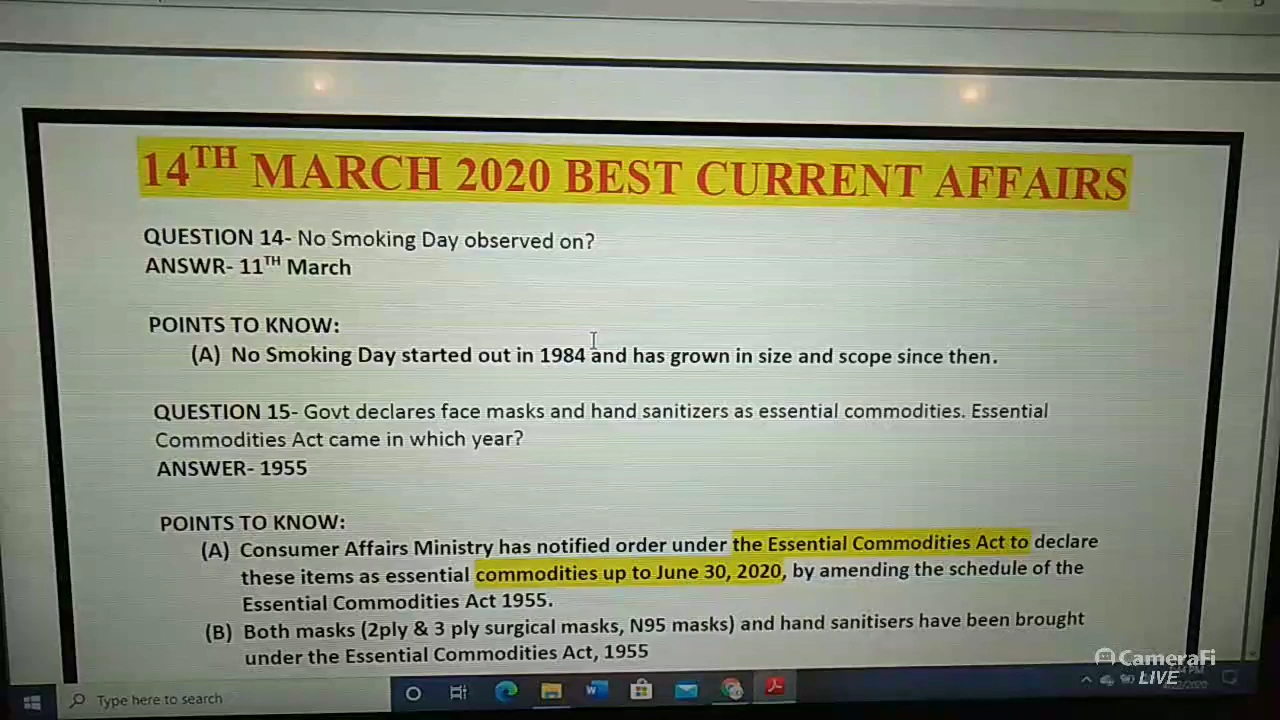 14TH MARCH 2020 BEST CURRENT AFFAIRS
QUESTION 14- No Smoking Day observed on?
ANSWR- 11TH March
POINTS TO KNOW:
(A) No Smoking Day started out in 1984 and has grown in size and scope since then.
QUESTION 15- Govt declares face masks and hand sanitizers as essential commodities. Essential
Commodities Act came in which year?
ANSWER- 1955
POINTS TO KNOW:
(A) Consumer Affairs Ministry has notified order under the Essential Commodities Act to declare
these items as essential commodities up to June 30, 2020, by amending the schedule of the
Essential Commodities Act 1955.
(B) Both masks (2ply & 3 ply surgical masks, N95 masks) and hand sanitisers have been brought
under the Essential Commodities Act, 1955
CameraFi
LIVE
Type here to search